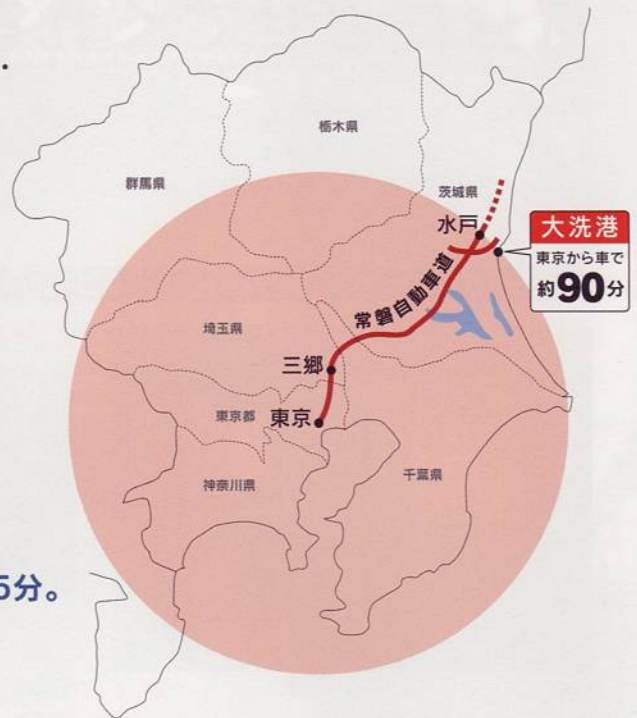 栃木県
群馬県
茨城県
水戸
大洗港
東京から車で
約90分
常磐自動車道
埼玉県
三郷
東京都
東京
千葉県
神奈川県
5分。